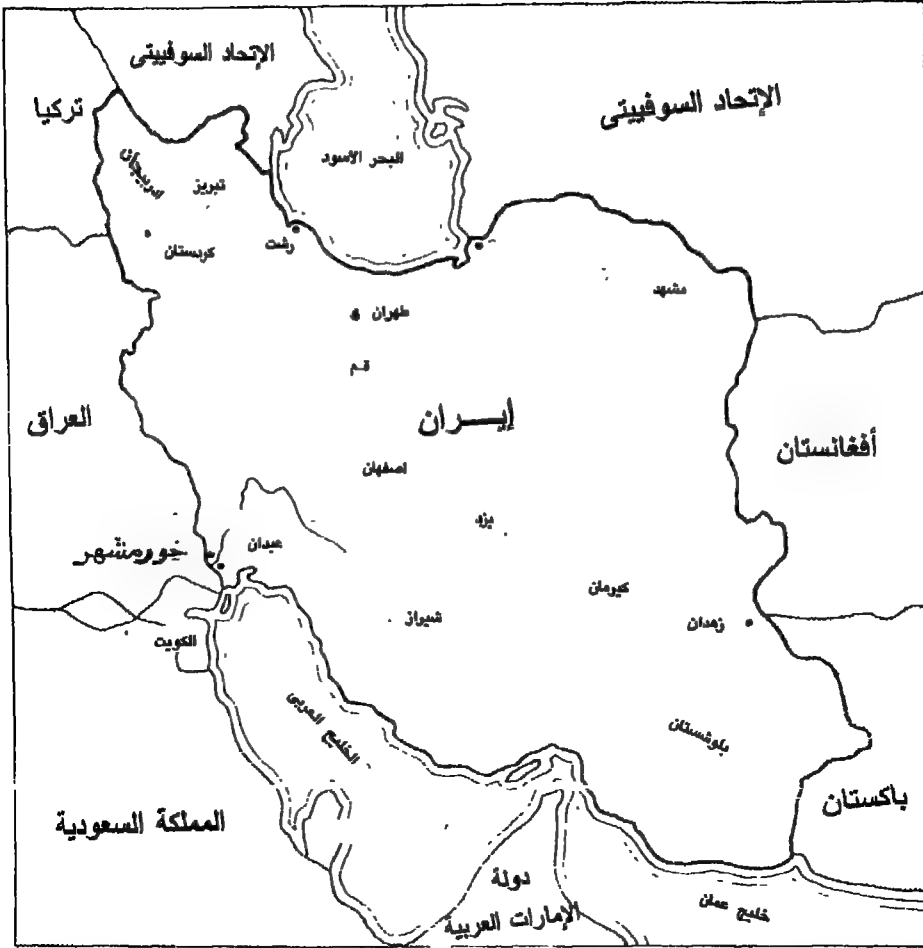 الإتحاد السوفييتى
الإتحاد السوفييتى
تركيا
البحر الأسود
اذربيجان
تبريز
كردستان
رشت
مشهد
طهران
قم
إيـــران
العراق
أفغانستان
اصفهان
يزد
عبدان
خورمشهر
كيرمان
شيراز
زهدان
الكويت
الخليج العربى
بلوشستان
باكستان
المملكة السعودية
دولة
الإمارات العربية
خليج عمان